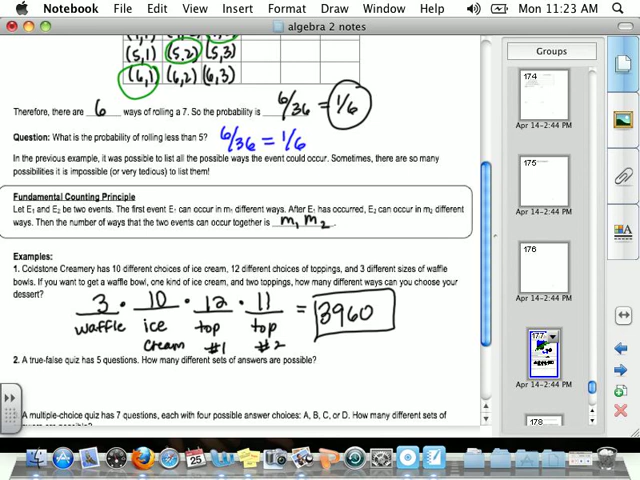 Notebook File Edit View Insert Format Draw Window Help Mon 11:23 AM
algebra 2 notes
(5,1) (5,2) (5,3)
(6,1) (6,2) (6,3)
Therefore, there are 6 ways of rolling a 7. So the probability is 6/36 = 1/6
Question: What is the probability of rolling less than 5? 6/36 = 1/6
In the previous example, it was possible to list all the possible ways the event could occur. Sometimes, there are so many
possibilities it is impossible (or very tedious) to list them!
Fundamental Counting Principle
Let E1 and E2 be two events. The first event E1 can occur in m1 different ways. After E1 has occurred, E2 can occur in m2 different
ways. Then the number of ways that the two events can occur together is m1 m2.
Examples:
1. Coldstone Creamery has 10 different choices of ice cream, 12 different choices of toppings, and 3 different sizes of waffle
bowls. If you want to get a waffle bowl, one kind of ice cream, and two toppings, how many different ways can you choose your
dessert?
3 · 10 · 12 · 11 = 3960
waffle ice top top
cream #1 #2
2. A true-false quiz has 5 questions. How many different sets of answers are possible?
A multiple-choice quiz has 7 questions, each with four possible answer choices: A, B, C, or D. How many different sets of
Groups
174
Apr 14–2:44 PM
175
Apr 14–2:44 PM
176
Apr 14–2:44 PM
177
Apr 14–2:44 PM
178
25